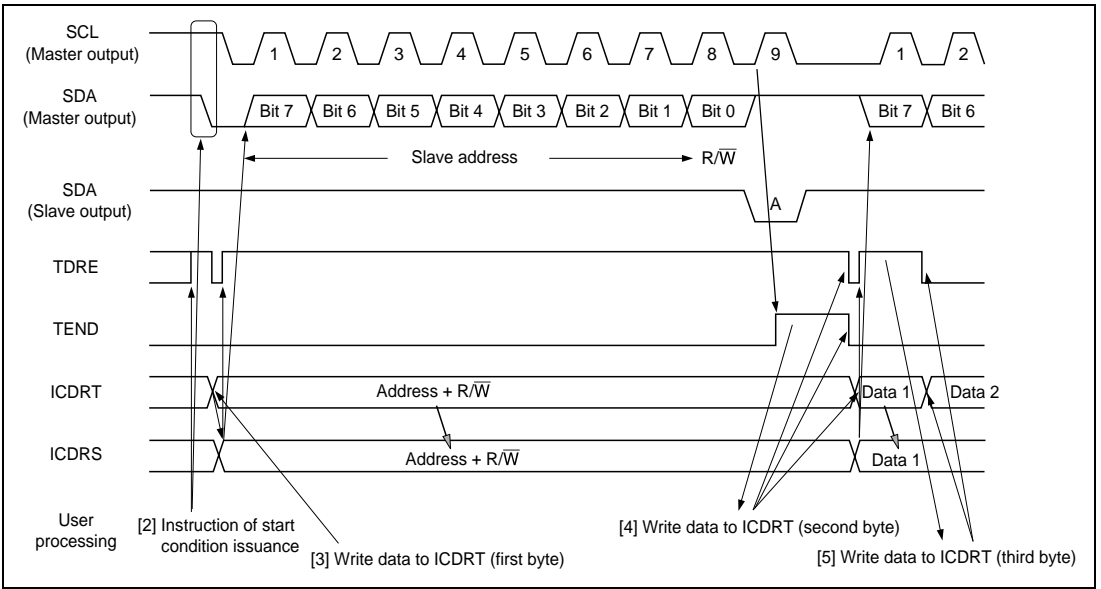 SCL
(Master output)
1 2 3 4 5 6 7 8 9 1 2
SDA
(Master output)
Bit 7 Bit 6 Bit 5 Bit 4 Bit 3 Bit 2 Bit 1 Bit 0 Bit 7 Bit 6
Slave address R/W̅
SDA
(Slave output)
A
TDRE
TEND
ICDRT
Address + R/W̅ Data 1 Data 2
ICDRS
Address + R/W̅ Data 1
User
processing
[2] Instruction of start
condition issuance
[3] Write data to ICDRT (first byte)
[4] Write data to ICDRT (second byte)
[5] Write data to ICDRT (third byte)